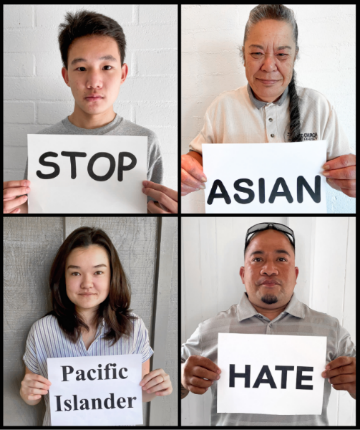 STOP
ASIAN
Pacific
Islander
HATE